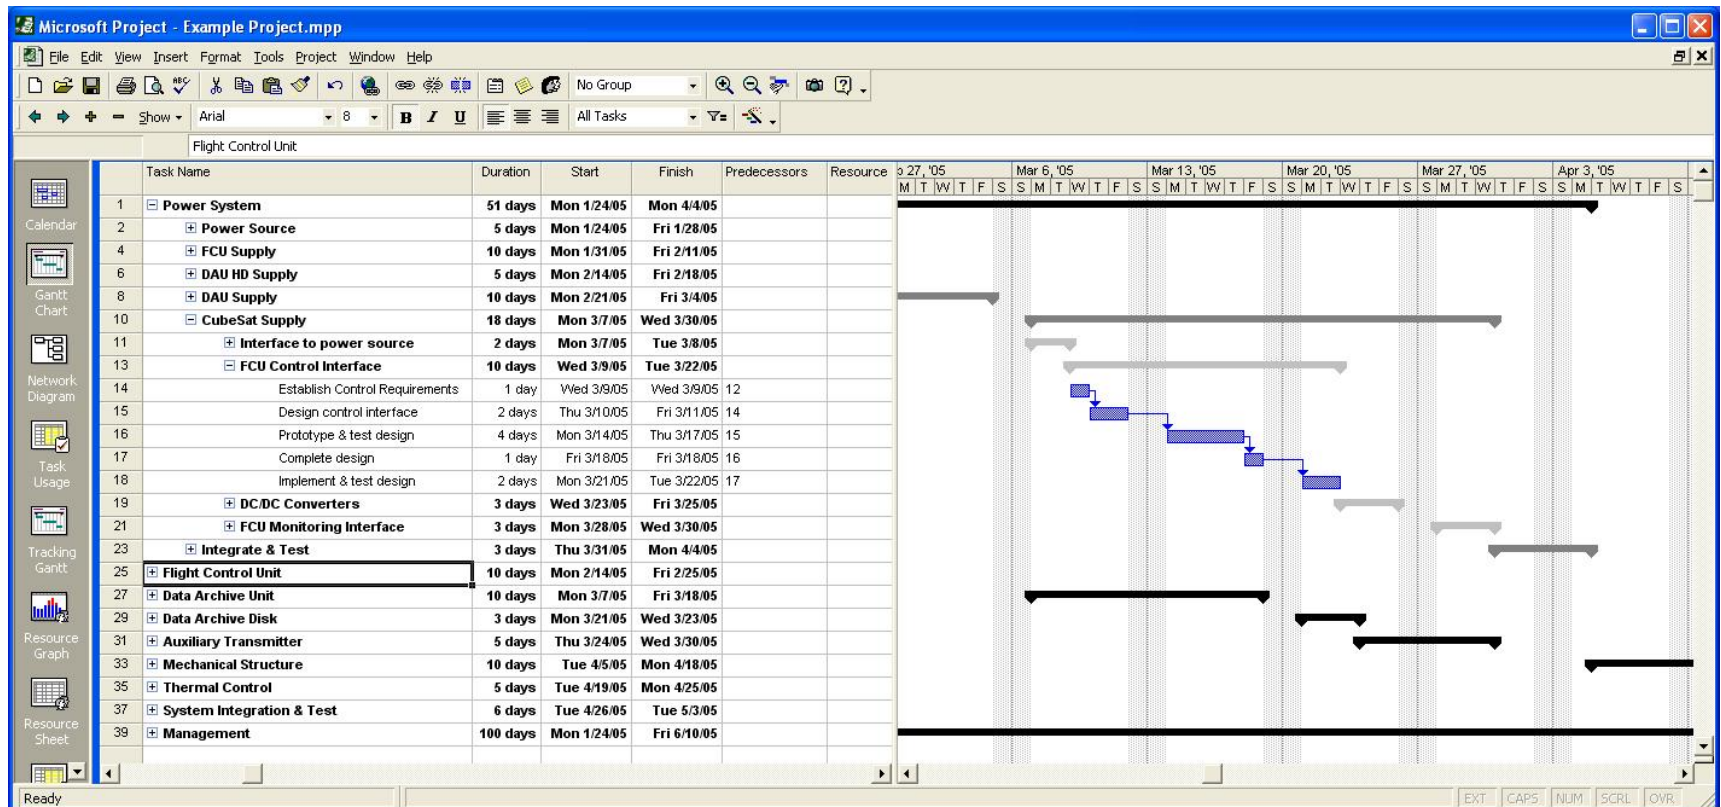 Microsoft Project - Example Project.mpp
File Edit View Insert Format Tools Project Window Help
No Group
Show Arial 8 B I U All Tasks
Flight Control Unit
Task Name Duration Start Finish Predecessors Resource 27, '05 Mar 6, '05 Mar 13, '05 Mar 20, '05 Mar 27, '05 Apr 3, '05
M T W T F S S M T W T F S S M T W T F S S M T W T F S S M T W T F S S M T W T F S
1 Power System 51 days Mon 1/24/05 Mon 4/4/05
2 Power Source 5 days Mon 1/24/05 Fri 1/28/05
4 FCU Supply 10 days Mon 1/31/05 Fri 2/11/05
6 DAU HD Supply 5 days Mon 2/14/05 Fri 2/18/05
8 DAU Supply 10 days Mon 2/21/05 Fri 3/4/05
10 CubeSat Supply 18 days Mon 3/7/05 Wed 3/30/05
11 Interface to power source 2 days Mon 3/7/05 Tue 3/8/05
13 FCU Control Interface 10 days Wed 3/9/05 Tue 3/22/05
14 Establish Control Requirements 1 day Wed 3/9/05 Wed 3/9/05 12
15 Design control interface 2 days Thu 3/10/05 Fri 3/11/05 14
16 Prototype & test design 4 days Mon 3/14/05 Thu 3/17/05 15
17 Complete design 1 day Fri 3/18/05 Fri 3/18/05 16
18 Implement & test design 2 days Mon 3/21/05 Tue 3/22/05 17
19 DC/DC Converters 3 days Wed 3/23/05 Fri 3/25/05
21 FCU Monitoring Interface 3 days Mon 3/28/05 Wed 3/30/05
23 Integrate & Test 3 days Thu 3/31/05 Mon 4/4/05
25 Flight Control Unit 10 days Mon 2/14/05 Fri 2/25/05
27 Data Archive Unit 10 days Mon 3/7/05 Fri 3/18/05
29 Data Archive Disk 3 days Mon 3/21/05 Wed 3/23/05
31 Auxiliary Transmitter 5 days Thu 3/24/05 Wed 3/30/05
33 Mechanical Structure 10 days Tue 4/5/05 Mon 4/18/05
35 Thermal Control 5 days Tue 4/19/05 Mon 4/25/05
37 System Integration & Test 6 days Tue 4/26/05 Tue 5/3/05
39 Management 100 days Mon 1/24/05 Fri 6/10/05
Calendar
Gantt
Chart
Network
Diagram
Task
Usage
Tracking
Gantt
Resource
Graph
Resource
Sheet
Ready EXT CAPS NUM SCRL OVR